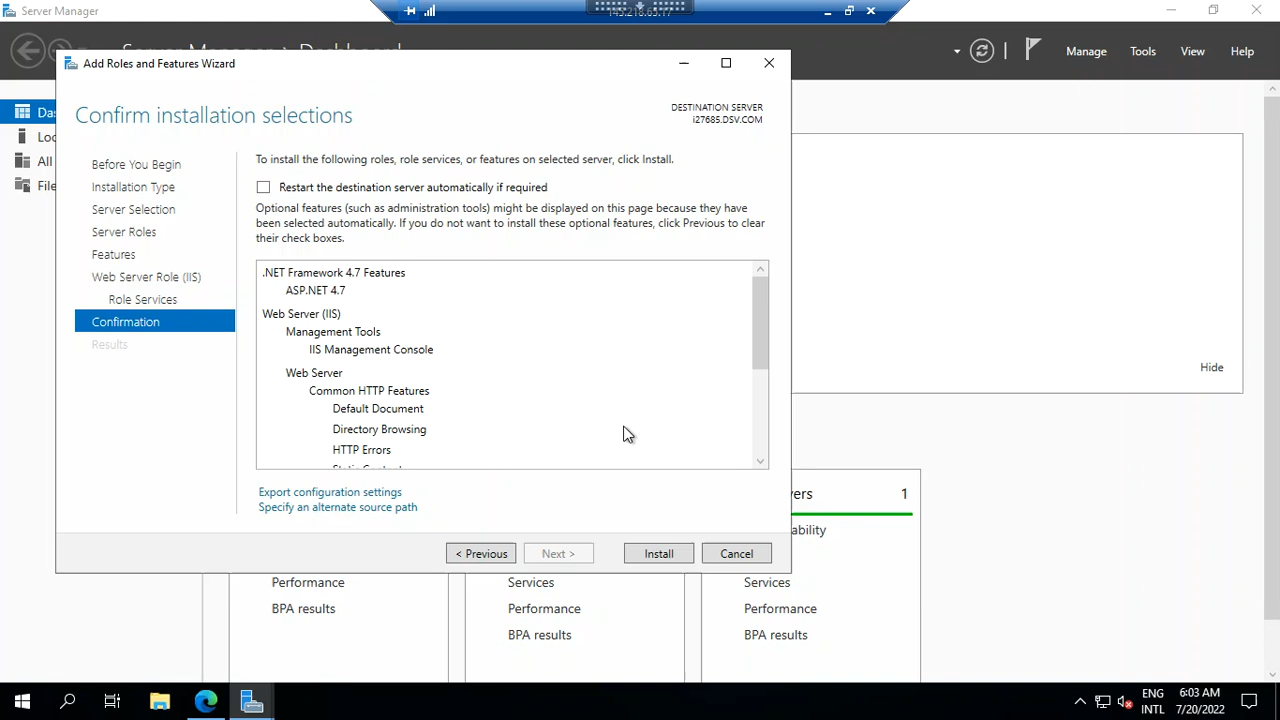 Server Manager
Manage
Tools
View
Help
Add Roles and Features Wizard
Confirm installation selections
DESTINATION SERVER
i27685.DSV.COM
Before You Begin
Installation Type
Server Selection
Server Roles
Features
Web Server Role (IIS)
Role Services
Confirmation
Results
To install the following roles, role services, or features on selected server, click Install.
Restart the destination server automatically if required
Optional features (such as administration tools) might be displayed on this page because they have
been selected automatically. If you do not want to install these optional features, click Previous to clear
their check boxes.
.NET Framework 4.7 Features
ASP.NET 4.7
Web Server (IIS)
Management Tools
IIS Management Console
Web Server
Common HTTP Features
Default Document
Directory Browsing
HTTP Errors
Export configuration settings
Specify an alternate source path
< Previous
Next >
Install
Cancel
Hide
1
Performance
BPA results
Services
Performance
BPA results
Services
Performance
BPA results
All
ENG
INTL
6:03 AM
7/20/2022